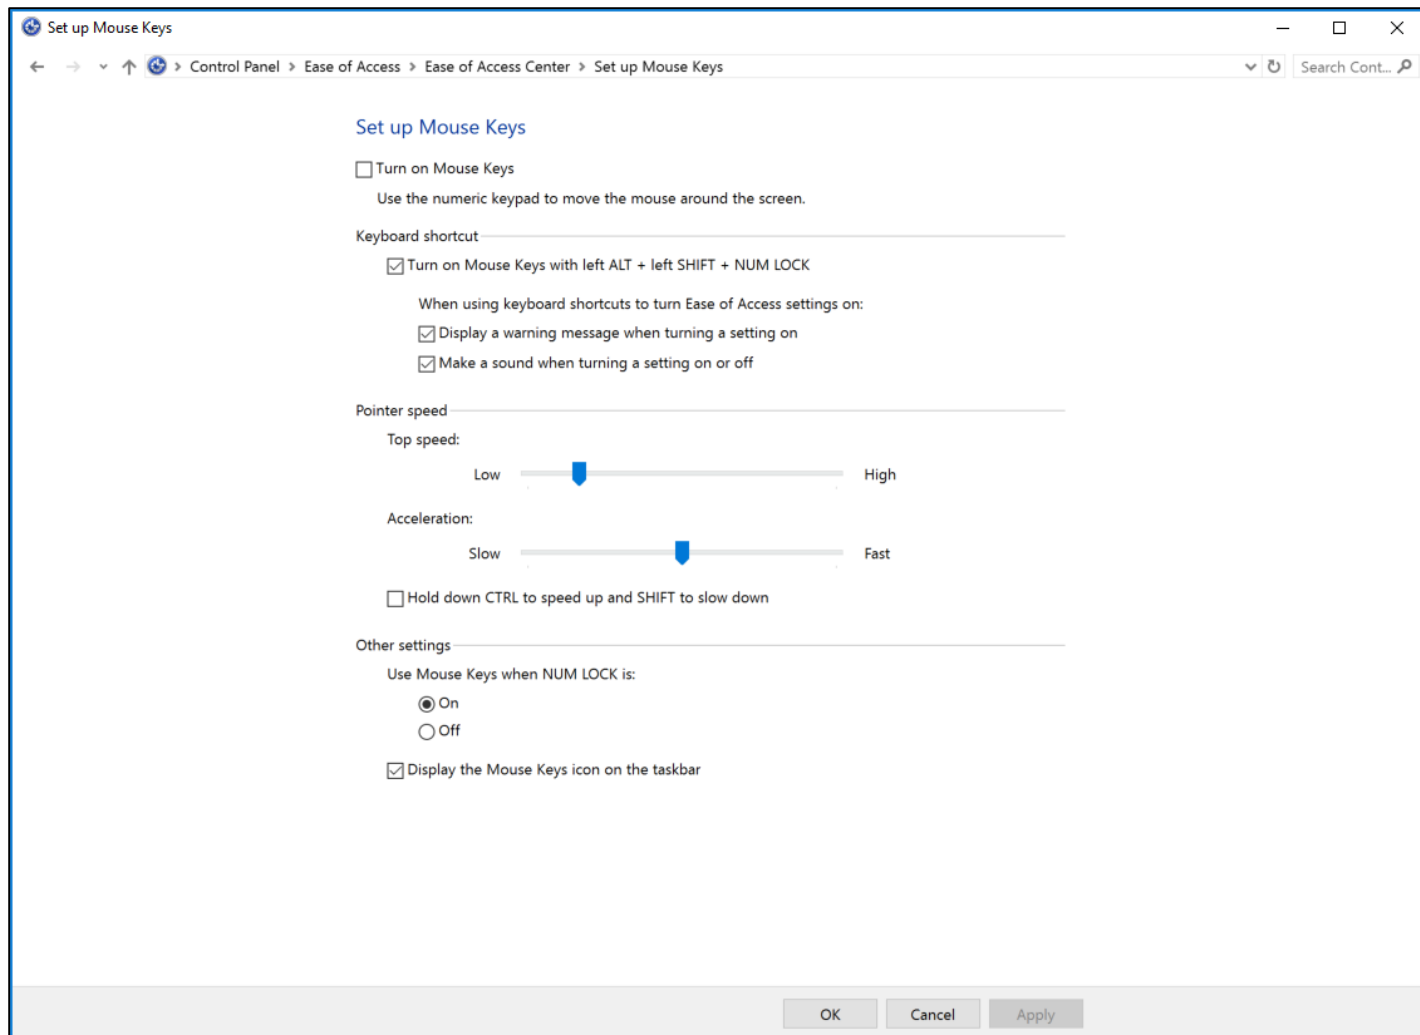 Set up Mouse Keys
Control Panel > Ease of Access > Ease of Access Center > Set up Mouse Keys
Search Cont...
Set up Mouse Keys
Turn on Mouse Keys
Use the numeric keypad to move the mouse around the screen.
Keyboard shortcut
Turn on Mouse Keys with left ALT + left SHIFT + NUM LOCK
When using keyboard shortcuts to turn Ease of Access settings on:
Display a warning message when turning a setting on
Make a sound when turning a setting on or off
Pointer speed
Top speed:
Low High
Acceleration:
Slow Fast
Hold down CTRL to speed up and SHIFT to slow down
Other settings
Use Mouse Keys when NUM LOCK is:
On
Off
Display the Mouse Keys icon on the taskbar
OK Cancel Apply